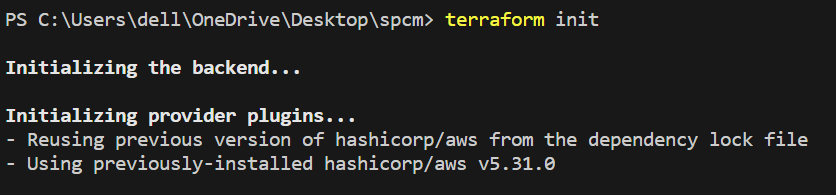 PS C:\Users\dell\OneDrive\Desktop\spcm> terraform init
Initializing the backend...
Initializing provider plugins...
- Reusing previous version of hashicorp/aws from the dependency lock file
- Using previously-installed hashicorp/aws v5.31.0